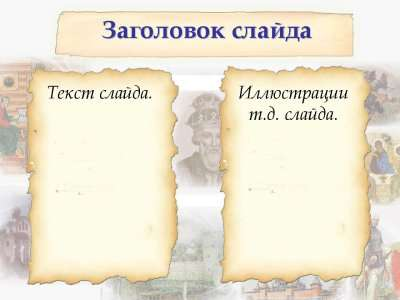 Заголовок слайда
Текст слайда.
Иллюстрации
т.д. слайда.